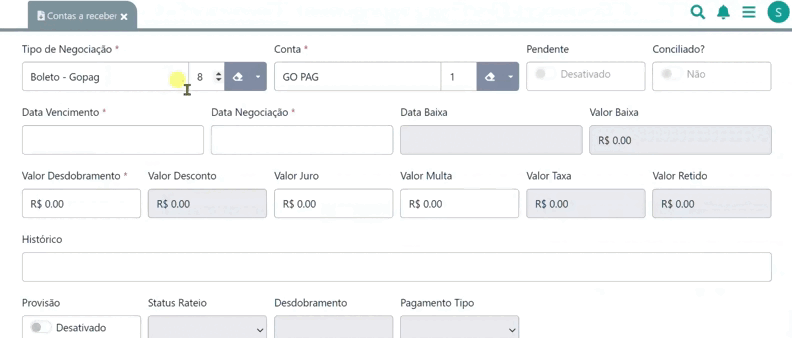 Contas a receber x S
Tipo de Negociação * Conta * Pendente Conciliado?
Boleto - Gopag 8 GO PAG 1 Desativado Não
Data Vencimento * Data Negociação * Data Baixa Valor Baixa
R$ 0.00
Valor Desdobramento * Valor Desconto Valor Juro Valor Multa Valor Taxa Valor Retido
R$ 0.00 R$ 0.00 R$ 0.00 R$ 0.00 R$ 0.00 R$ 0.00
Histórico
Provisão Status Rateio Desdobramento Pagamento Tipo
Desativado